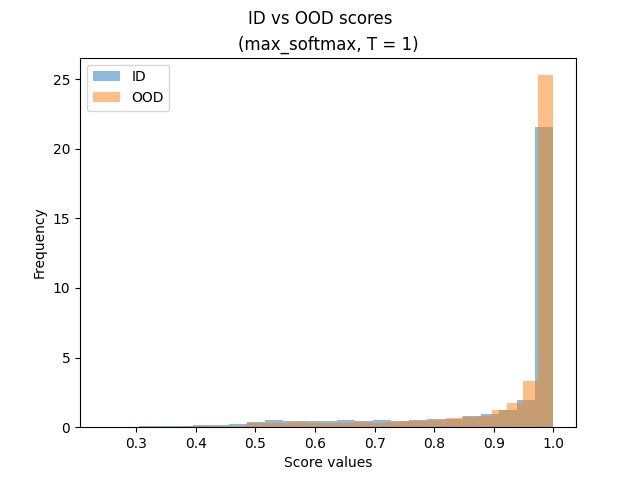 ID vs OOD scores
(max_softmax, T = 1)
ID
OOD
25
20
15
10
5
0
Frequency
0.3 0.4 0.5 0.6 0.7 0.8 0.9 1.0
Score values